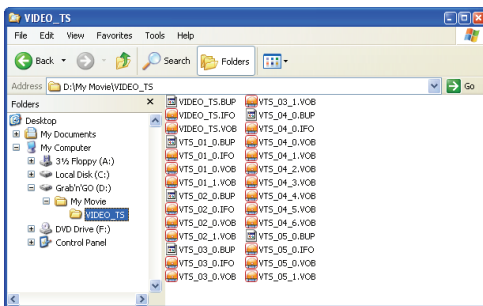 VIDEO_TS
File Edit View Favorites Tools Help
Back Search Folders
Address D:\My Movie\VIDEO_TS Go
Folders ×
Desktop
My Documents
My Computer
3½ Floppy (A:)
Local Disk (C:)
Grab'n'GO (D:)
My Movie
VIDEO_TS
DVD Drive (F:)
Control Panel
VIDEO_TS.BUP
VIDEO_TS.IFO
VIDEO_TS.VOB
VTS_01_0.BUP
VTS_01_0.IFO
VTS_01_0.VOB
VTS_01_1.VOB
VTS_02_0.BUP
VTS_02_0.IFO
VTS_02_0.VOB
VTS_02_1.VOB
VTS_03_0.BUP
VTS_03_0.IFO
VTS_03_0.VOB
VTS_03_1.VOB
VTS_04_0.BUP
VTS_04_0.IFO
VTS_04_1.VOB
VTS_04_2.VOB
VTS_04_3.VOB
VTS_04_4.VOB
VTS_04_5.VOB
VTS_04_6.VOB
VTS_05_0.BUP
VTS_05_0.IFO
VTS_05_0.VOB
VTS_05_1.VOB